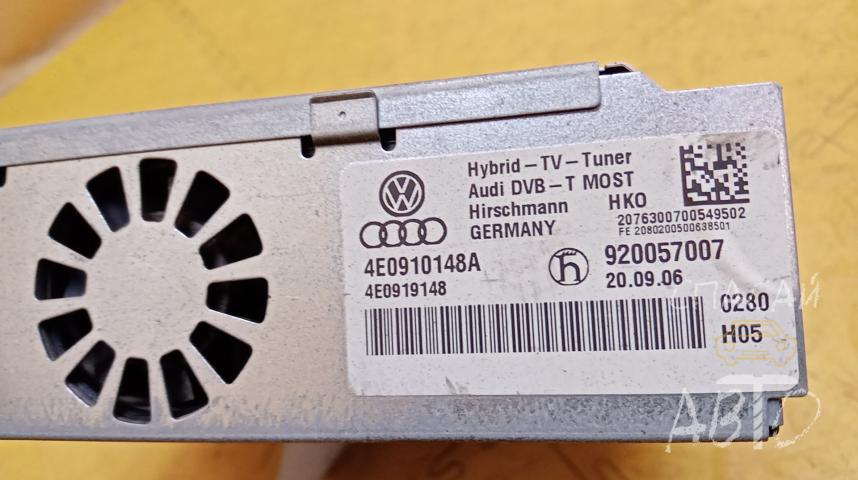 Hybrid-TV-Tuner
Audi DVB-T MOST
Hirschmann HKO
GERMANY
2076300700549502
FE 2080200500638501
4E0910148A
4E0919148
920057007
20.09.06
0280
H05
СПАСАЙ
АВТО